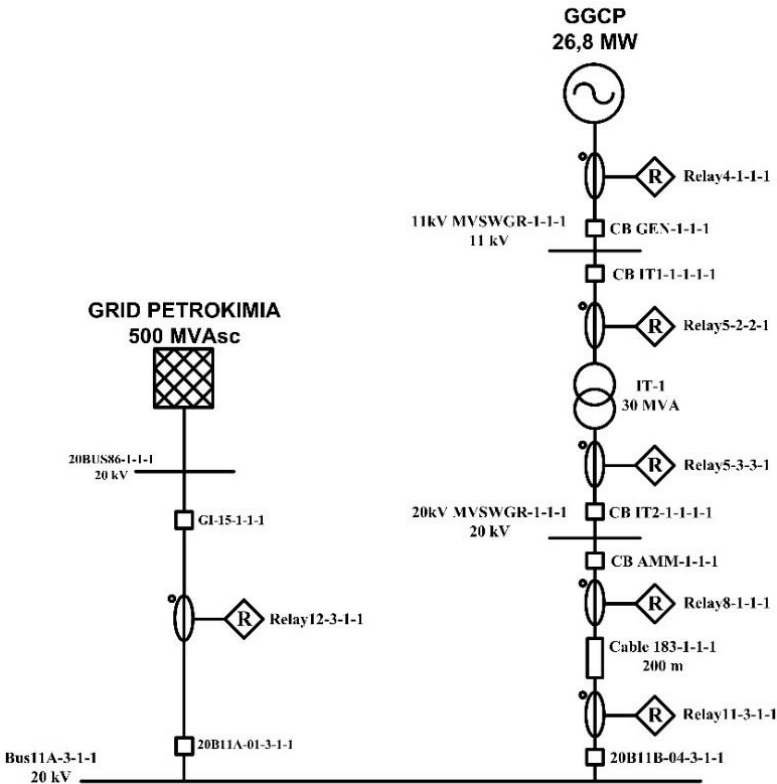 GGCP
26,8 MW
R
Relay4-1-1-1
11kV MVSWGR-1-1-1
11 kV
CB GEN-1-1-1
CB IT1-1-1-1-1
R
Relay5-2-2-1
GRID PETROKIMIA
500 MVAsc
IT-1
30 MVA
R
Relay5-3-3-1
20BUS86-1-1-1
20 kV
GI-15-1-1-1
20kV MVSWGR-1-1-1
20 kV
CB IT2-1-1-1-1
CB AMM-1-1-1
R
Relay8-1-1-1
R
Relay12-3-1-1
Cable 183-1-1-1
200 m
R
Relay11-3-1-1
Bus11A-3-1-1
20 kV
20B11A-01-3-1-1
20B11B-04-3-1-1